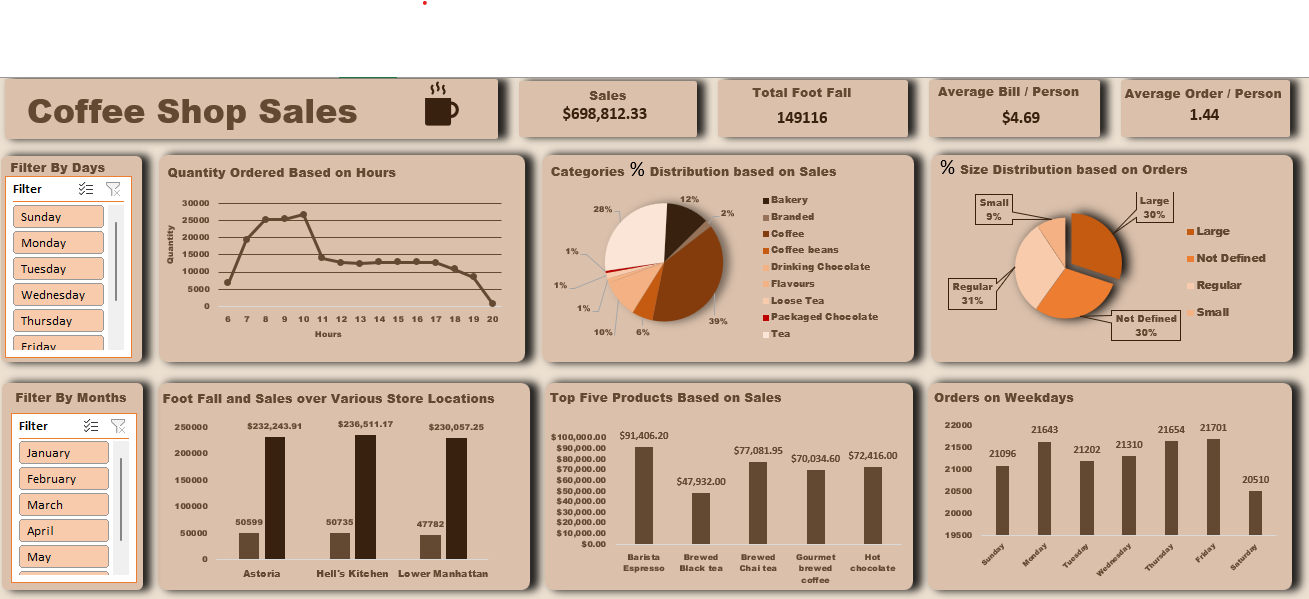 Coffee Shop Sales
Sales
$698,812.33
Total Foot Fall
149116
Average Bill / Person
$4.69
Average Order / Person
1.44
Filter By Days
Filter
Sunday
Monday
Tuesday
Wednesday
Thursday
Friday
Quantity Ordered Based on Hours
Quantity
30000
25000
20000
15000
10000
5000
0
6 7 8 9 10 11 12 13 14 15 16 17 18 19 20
Hours
Categories % Distribution based on Sales
12%
2%
39%
6%
10%
1%
1%
1%
28%
Bakery
Branded
Coffee
Coffee beans
Drinking Chocolate
Flavours
Loose Tea
Packaged Chocolate
Tea
% Size Distribution based on Orders
Small
9%
Large
30%
Regular
31%
Not Defined
30%
Large
Not Defined
Regular
Small
Filter By Months
Filter
January
February
March
April
May
Foot Fall and Sales over Various Store Locations
250000
200000
150000
100000
50000
0
$232,243.91 $236,511.17 $230,057.25
50599 50735 47782
Astoria Hell's Kitchen Lower Manhattan
Top Five Products Based on Sales
$100,000.00
$90,000.00
$80,000.00
$70,000.00
$60,000.00
$50,000.00
$40,000.00
$30,000.00
$20,000.00
$10,000.00
$0.00
$91,406.20
$47,932.00
$77,081.95
$70,034.60
$72,416.00
Barista
Espresso
Brewed
Black tea
Brewed
Chai tea
Gourmet
brewed
coffee
Hot
chocolate
Orders on Weekdays
22000
21500
21000
20500
20000
19500
21096
21643
21202
21310
21654
21701
20510
Sunday
Monday
Tuesday
Wednesday
Thursday
Friday
Saturday